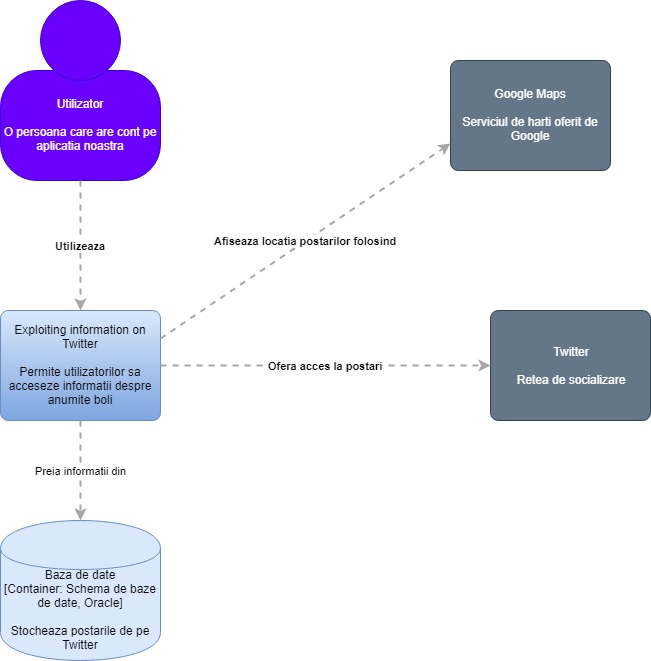 Utilizator
O persoana care are cont pe
aplicatia noastra
Google Maps
Serviciul de harti oferit de
Google
Utilizeaza
Afiseaza locatia postarilor folosind
Exploiting information on
Twitter
Permite utilizatorilor sa
acceseze informatii despre
anumite boli
Ofera acces la postari
Twitter
Retea de socializare
Preia informatii din
Baza de date
[Container: Schema de baze
de date, Oracle]
Stocheaza postarile de pe
Twitter